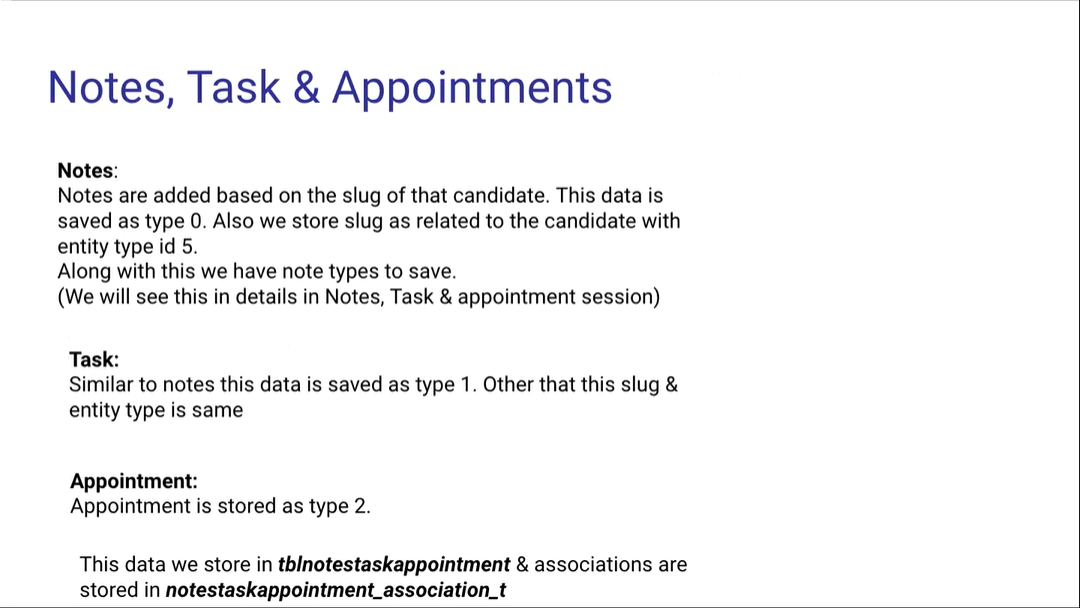 Notes, Task & Appointments
Notes:
Notes are added based on the slug of that candidate. This data is
saved as type 0. Also we store slug as related to the candidate with
entity type id 5.
Along with this we have note types to save.
(We will see this in details in Notes, Task & appointment session)
Task:
Similar to notes this data is saved as type 1. Other that this slug &
entity type is same
Appointment:
Appointment is stored as type 2.
This data we store in tblnotestaskappointment & associations are
stored in notestaskappointment_association_t